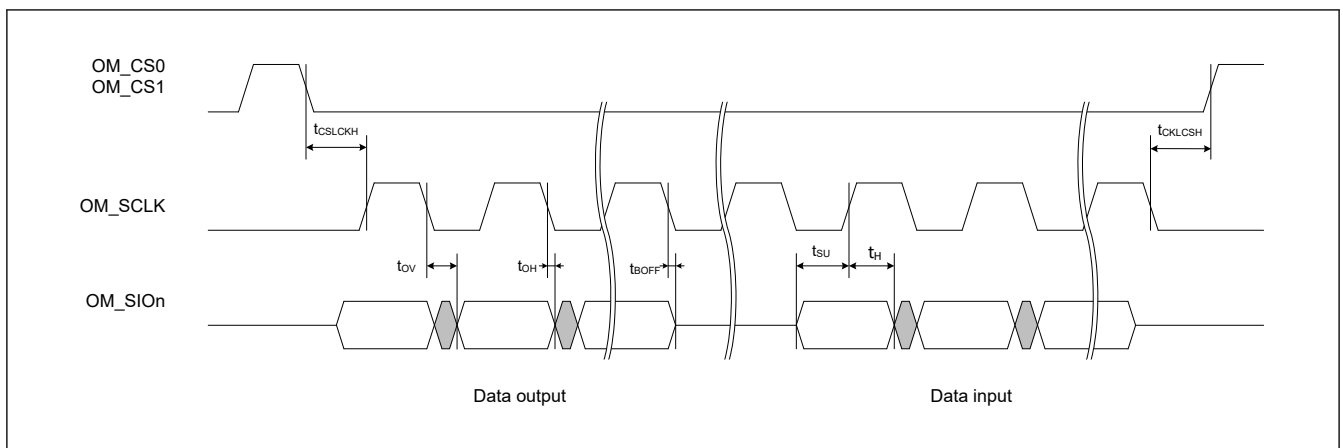 OM_CS0
OM_CS1
tCSLCKH
tCKLCSH
OM_SCLK
tOV
tOH
tBOFF
tSU
tH
OM_SIOn
Data output
Data input